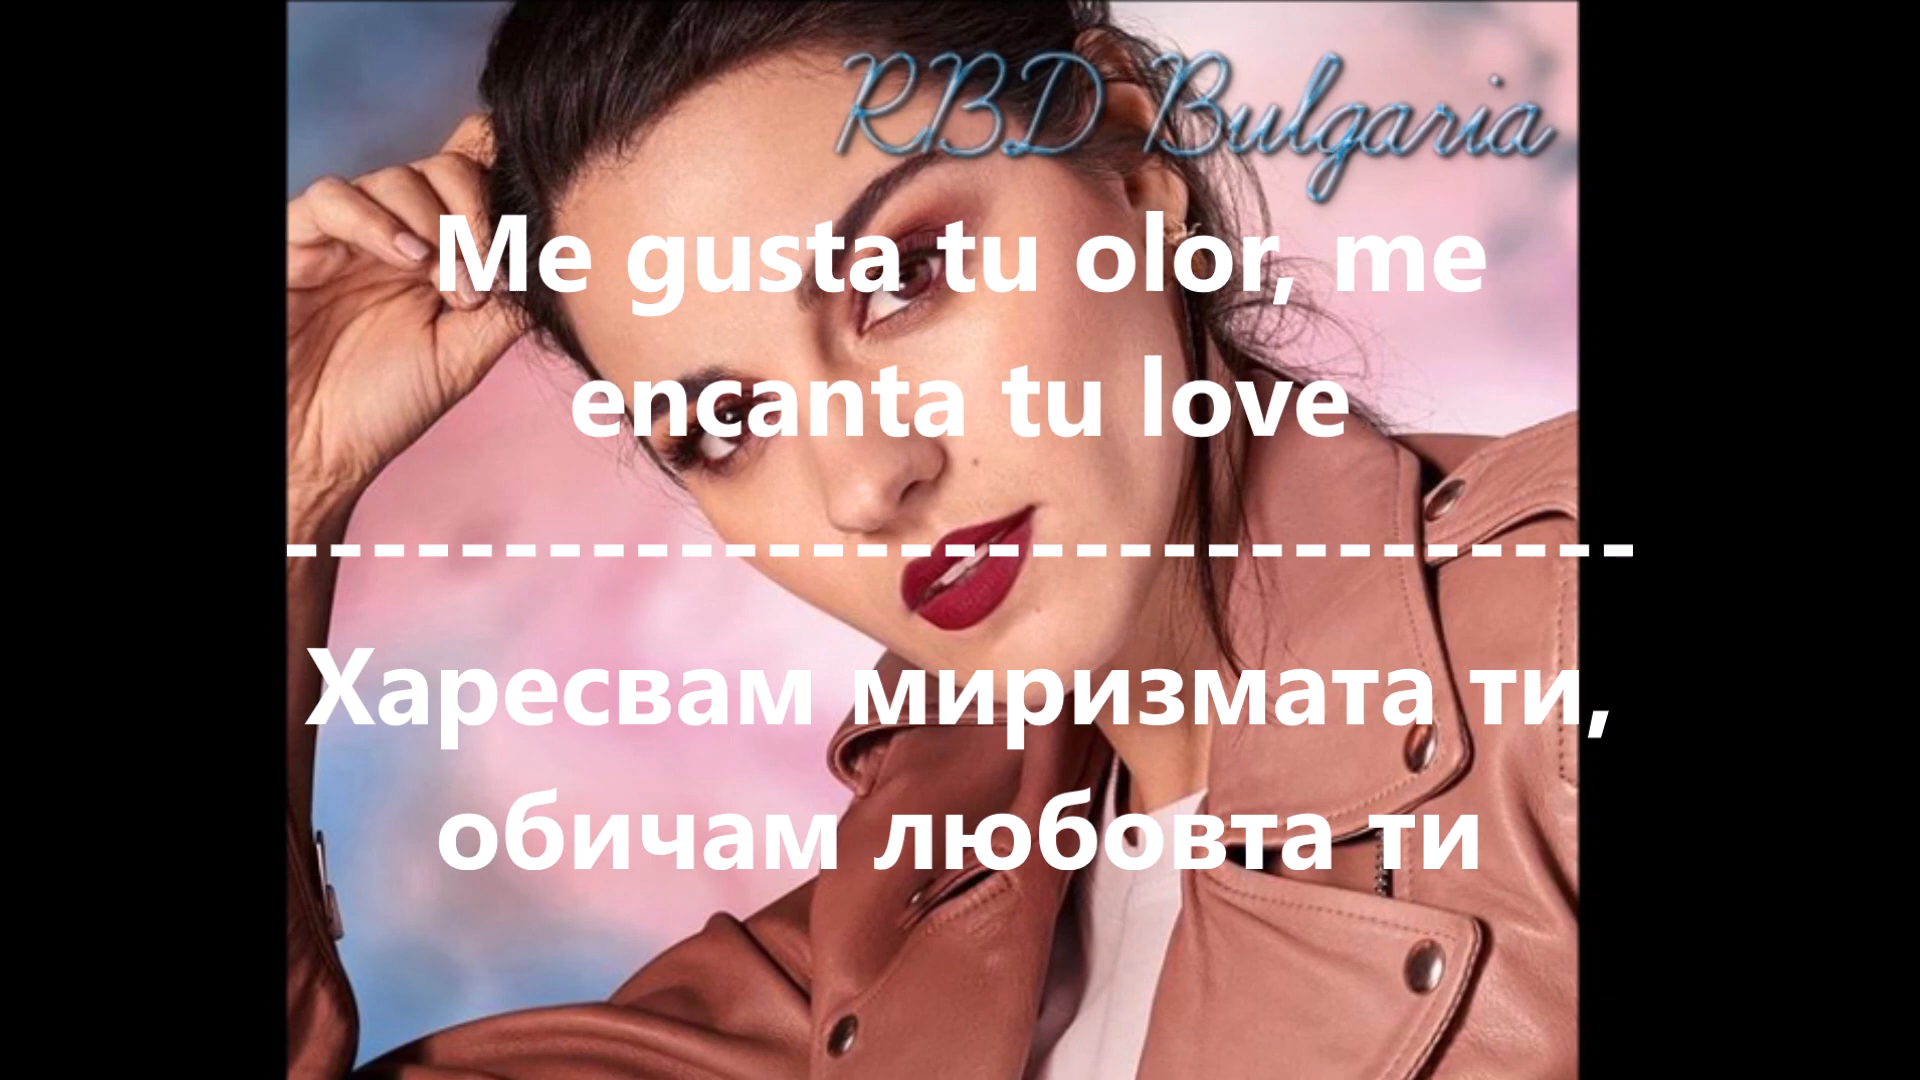 RBD Bulgaria
Me gusta tu olor, me
encanta tu love
-------------------------------
Харесвам миризмата ти,
обичам любовта ти